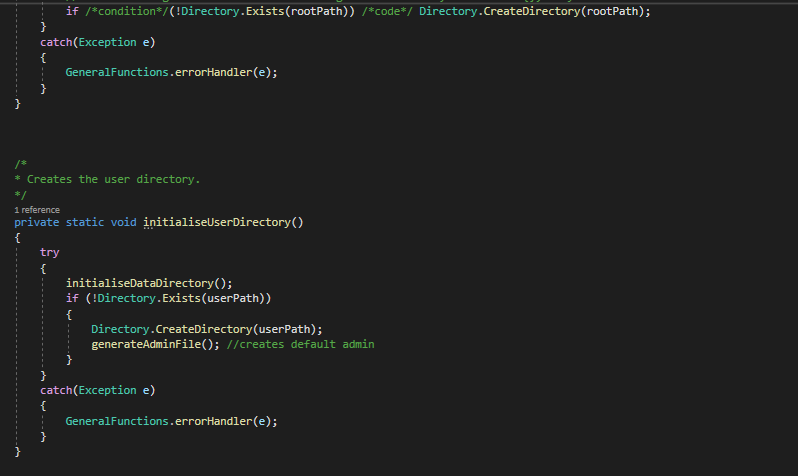 if /*condition*/(!Directory.Exists(rootPath)) /*code*/ Directory.CreateDirectory(rootPath);
}
catch(Exception e)
{
GeneralFunctions.errorHandler(e);
}
}
/*
* Creates the user directory.
*/
1 reference
private static void initialiseUserDirectory()
{
try
{
initialiseDataDirectory();
if (!Directory.Exists(userPath))
{
Directory.CreateDirectory(userPath);
generateAdminFile(); //creates default admin
}
}
catch(Exception e)
{
GeneralFunctions.errorHandler(e);
}
}